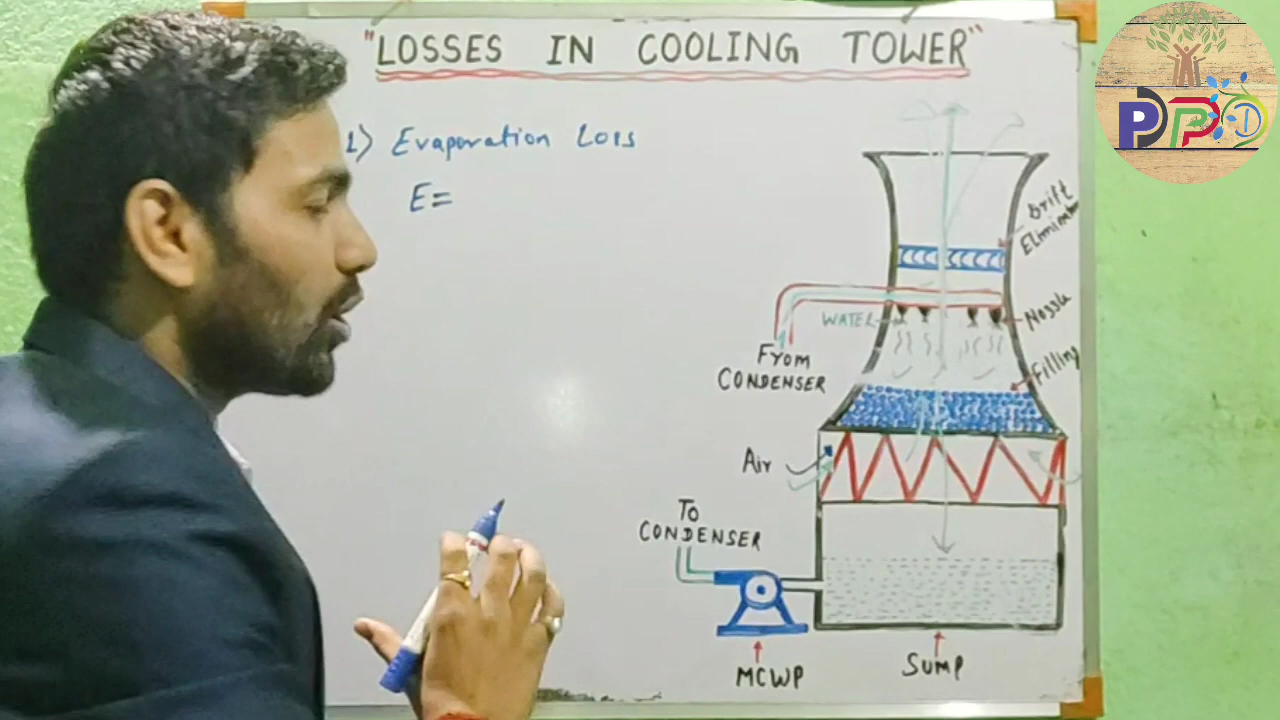 "LOSSES IN COOLING TOWER"
1) Evaporation Loss
E=
Drift
Eliminator
WATER
Nozzle
From
CONDENSER
Filling
Air
To
CONDENSER
MCWP
SUMP
DPPD